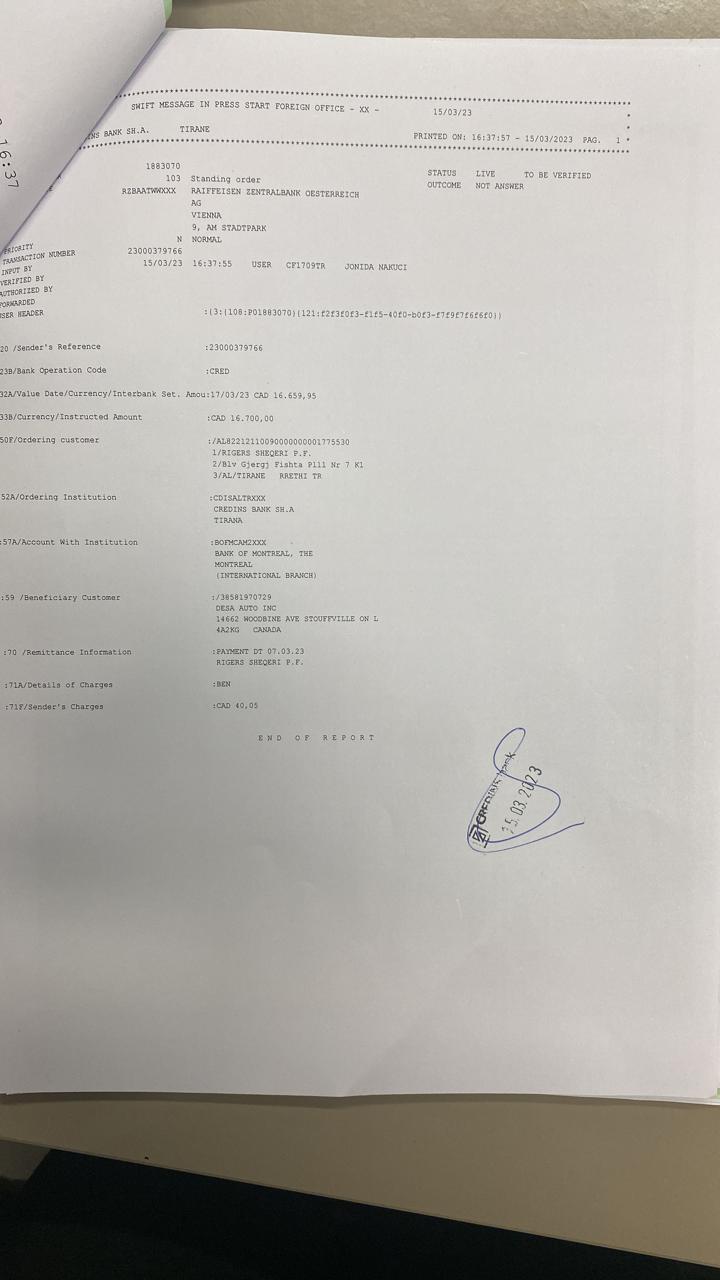 16:37
SWIFT MESSAGE IN PRESS START FOREIGN OFFICE - XX - 15/03/23
BANK SH.A. TIRANE PRINTED ON: 16:37:57 - 15/03/2023 PAG. 1 *
1883070
103 Standing order STATUS LIVE TO BE VERIFIED
OUTCOME NOT ANSWER
RZBAATWWXXX RAIFFEISEN ZENTRALBANK OESTERREICH
AG
VIENNA
9, AM STADTPARK
PRIORITY N NORMAL
TRANSACTION NUMBER 23000379766
INPUT BY 15/03/23 16:37:55 USER CF1709TR JONIDA NAKUCI
VERIFIED BY
AUTHORIZED BY
FORWARDED
SER HEADER :{3:{108:P01883070}{121:f2f3f0f3-f1f5-40f0-b0f3-f7f9f7f6f6f0}}
20 /Sender's Reference :23000379766
23B/Bank Operation Code :CRED
32A/Value Date/Currency/Interbank Set. Amou:17/03/23 CAD 16.659,95
33B/Currency/Instructed Amount :CAD 16.700,00
50F/Ordering customer :/AL82212110090000000001775530
1/RIGERS SHEQERI P.F.
2/Blv Gjergj Fishta Pll1 Nr 7 K1
3/AL/TIRANE RRETHI TR
52A/Ordering Institution :CDISALTRXXX
CREDINS BANK SH.A
TIRANA
:57A/Account With Institution :BOFMCAM2XXX
BANK OF MONTREAL, THE
MONTREAL
(INTERNATIONAL BRANCH)
:59 /Beneficiary Customer :/38581970729
DESA AUTO INC
14662 WOODBINE AVE STOUFFVILLE ON L
4A2KG CANADA
:70 /Remittance Information :PAYMENT DT 07.03.23
RIGERS SHEQERI P.F.
:71A/Details of Charges :BEN
:71F/Sender's Charges :CAD 40,05
END OF REPORT
CREDINS bank
15.03.2023